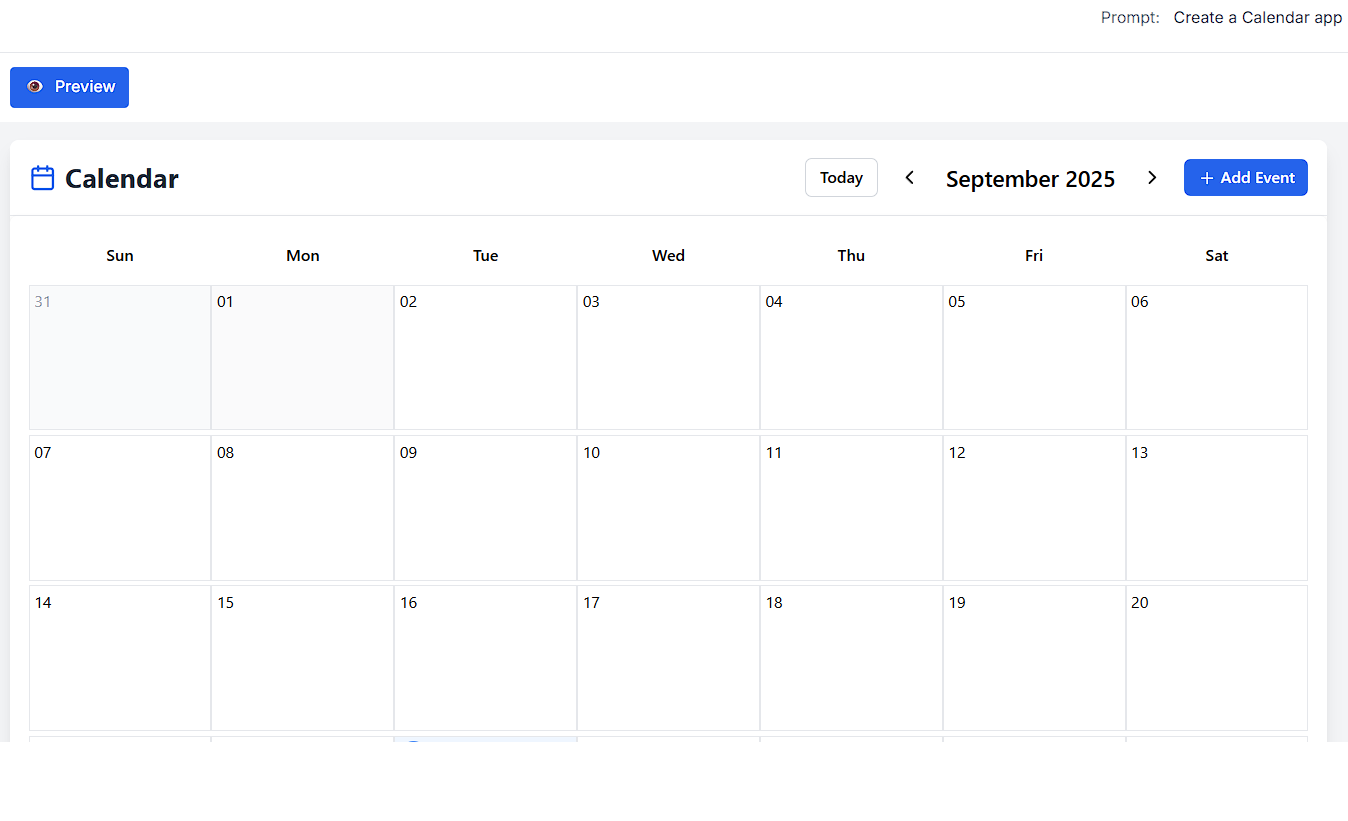 Prompt: Create a Calendar app
Preview
Calendar
Today
September 2025
+ Add Event
Sun Mon Tue Wed Thu Fri Sat
31 01 02 03 04 05 06
07 08 09 10 11 12 13
14 15 16 17 18 19 20